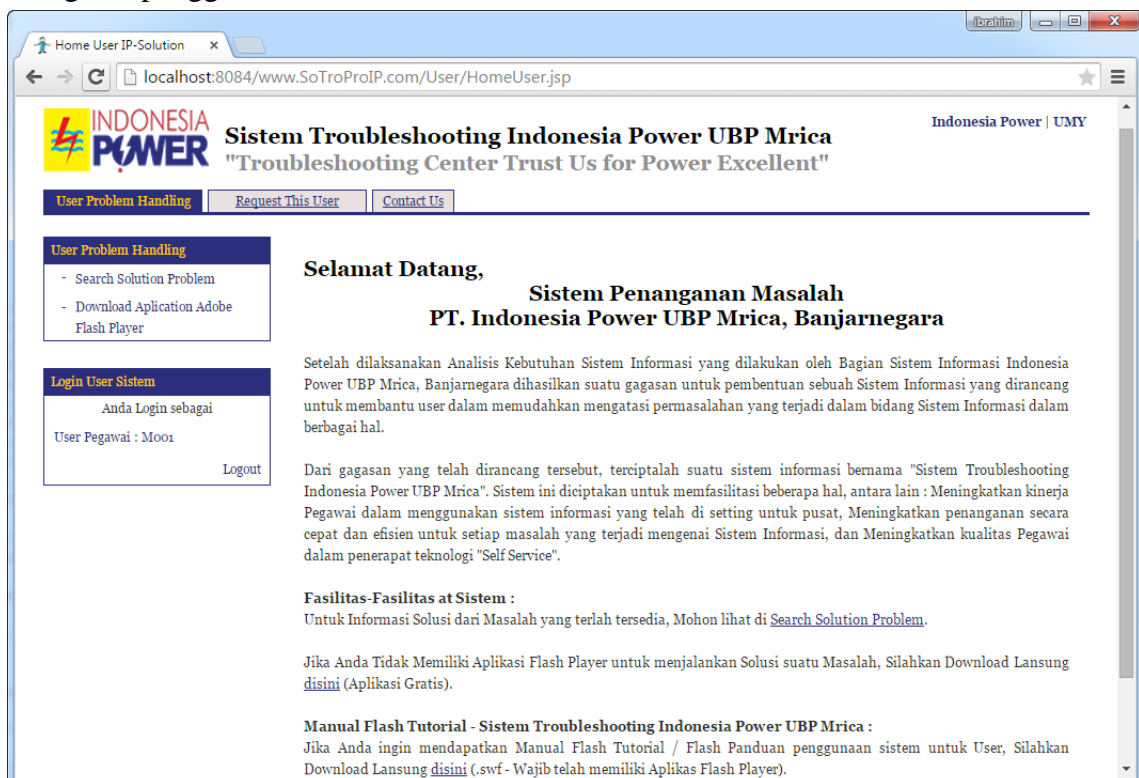 ibrahim
Home User IP-Solution
localhost:8084/www.SoTroProIP.com/User/HomeUser.jsp
INDONESIA
POWER
Sistem Troubleshooting Indonesia Power UBP Mrica
"Troubleshooting Center Trust Us for Power Excellent"
Indonesia Power | UMY
User Problem Handling
Request This User
Contact Us
User Problem Handling
- Search Solution Problem
- Download Aplication Adobe
Flash Player
Login User Sistem
Anda Login sebagai
User Pegawai : M001
Logout
Selamat Datang,
Sistem Penanganan Masalah
PT. Indonesia Power UBP Mrica, Banjarnegara
Setelah dilaksanakan Analisis Kebutuhan Sistem Informasi yang dilakukan oleh Bagian Sistem Informasi Indonesia
Power UBP Mrica, Banjarnegara dihasilkan suatu gagasan untuk pembentuan sebuah Sistem Informasi yang dirancang
untuk membantu user dalam memudahkan mengatasi permasalahan yang terjadi dalam bidang Sistem Informasi dalam
berbagai hal.
Dari gagasan yang telah dirancang tersebut, terciptalah suatu sistem informasi bernama "Sistem Troubleshooting
Indonesia Power UBP Mrica". Sistem ini diciptakan untuk memfasilitasi beberapa hal, antara lain : Meningkatkan kinerja
Pegawai dalam menggunakan sistem informasi yang telah di setting untuk pusat, Meningkatkan penanganan secara
cepat dan efisien untuk setiap masalah yang terjadi mengenai Sistem Informasi, dan Meningkatkan kualitas Pegawai
dalam penerapat teknologi "Self Service".
Fasilitas-Fasilitas at Sistem :
Untuk Informasi Solusi dari Masalah yang terlah tersedia, Mohon lihat di Search Solution Problem.
Jika Anda Tidak Memiliki Aplikasi Flash Player untuk menjalankan Solusi suatu Masalah, Silahkan Download Lansung
disini (Aplikasi Gratis).
Manual Flash Tutorial - Sistem Troubleshooting Indonesia Power UBP Mrica :
Jika Anda ingin mendapatkan Manual Flash Tutorial / Flash Panduan penggunaan sistem untuk User, Silahkan
Download Lansung disini (.swf - Wajib telah memiliki Aplikas Flash Player).